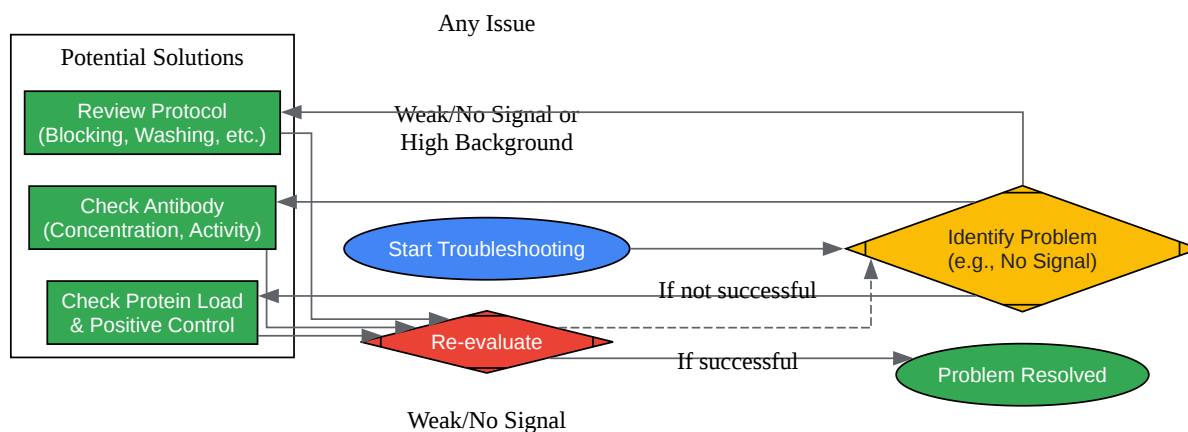 Any Issue
Potential Solutions
Review Protocol
(Blocking, Washing, etc.)
Weak/No Signal or
High Background
Check Antibody
(Concentration, Activity)
Start Troubleshooting
Identify Problem
(e.g., No Signal)
Check Protein Load
& Positive Control
If not successful
Re-evaluate
If successful
Problem Resolved
Weak/No Signal